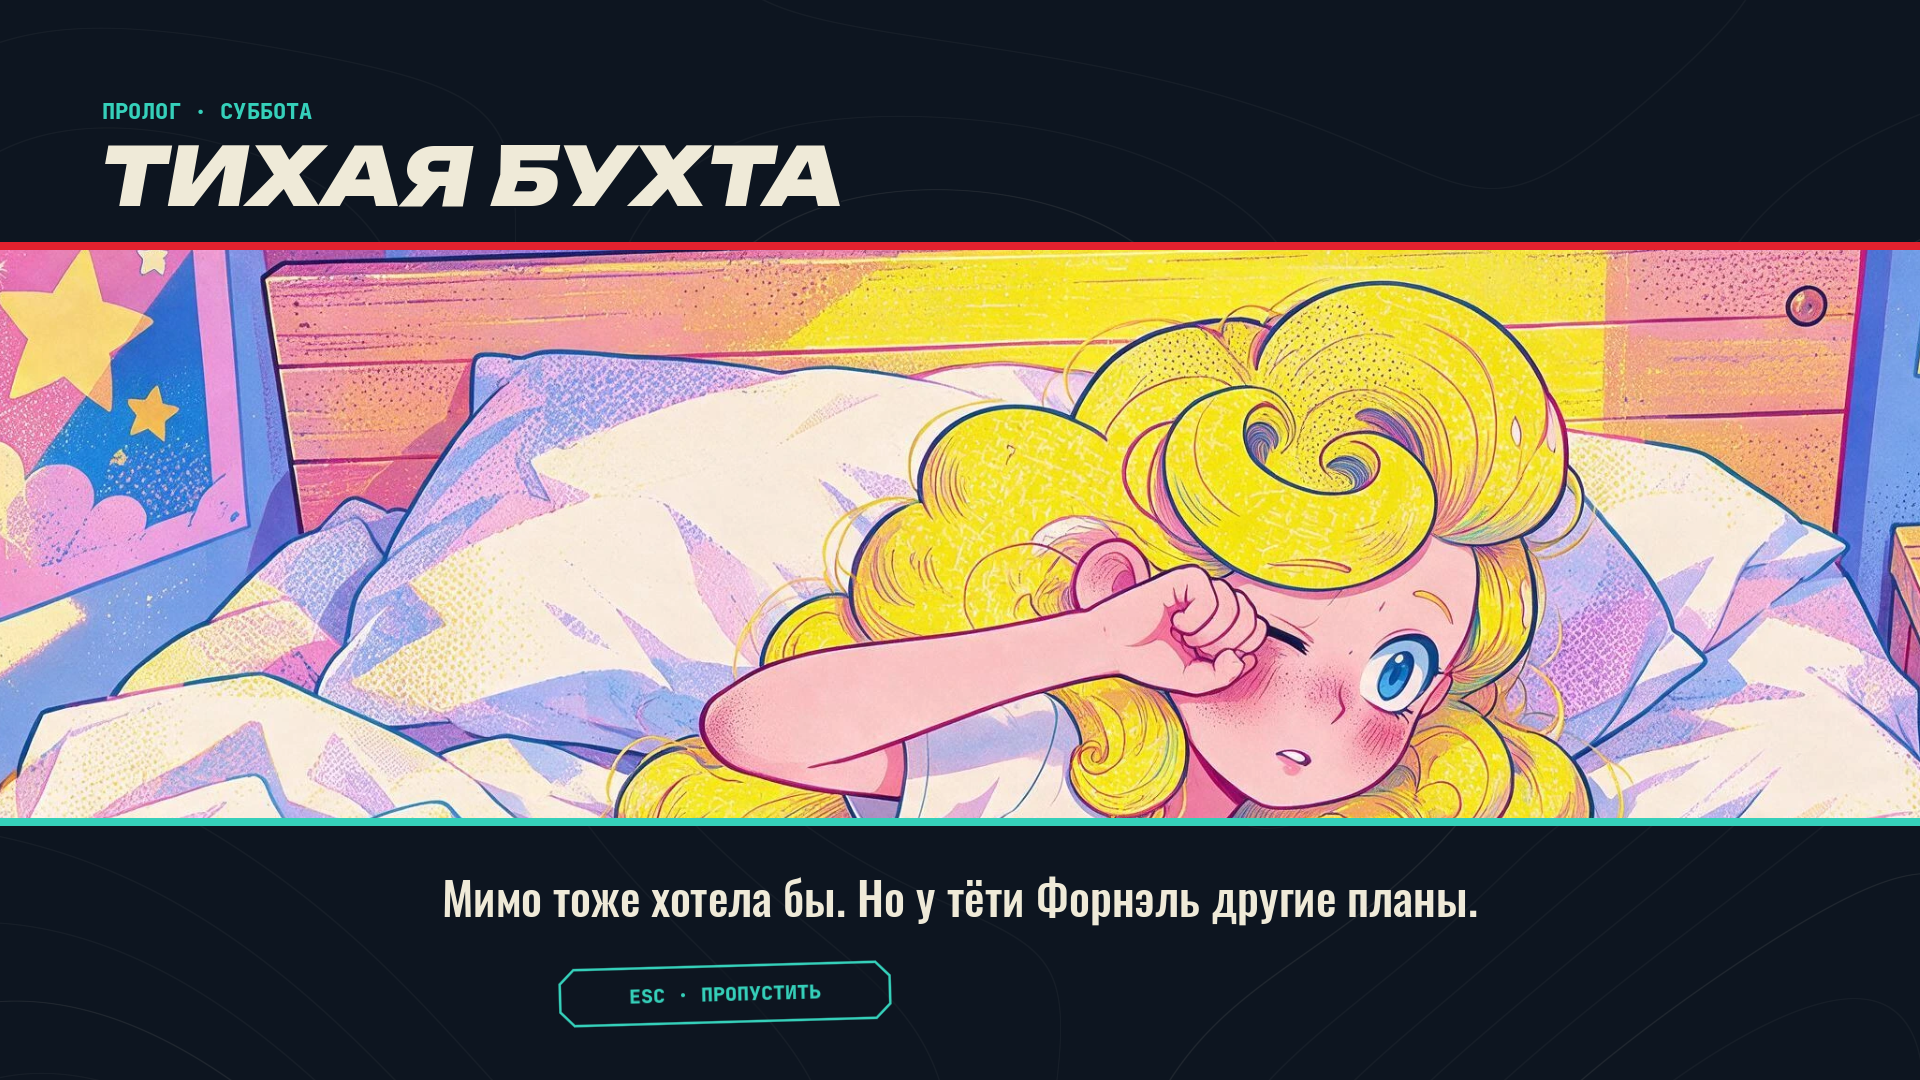 ПРОЛОГ · СУББОТА
ТИХАЯ БУХТА
Мимо тоже хотела бы. Но у тёти Форнэль другие планы.
ESC · ПРОПУСТИТЬ